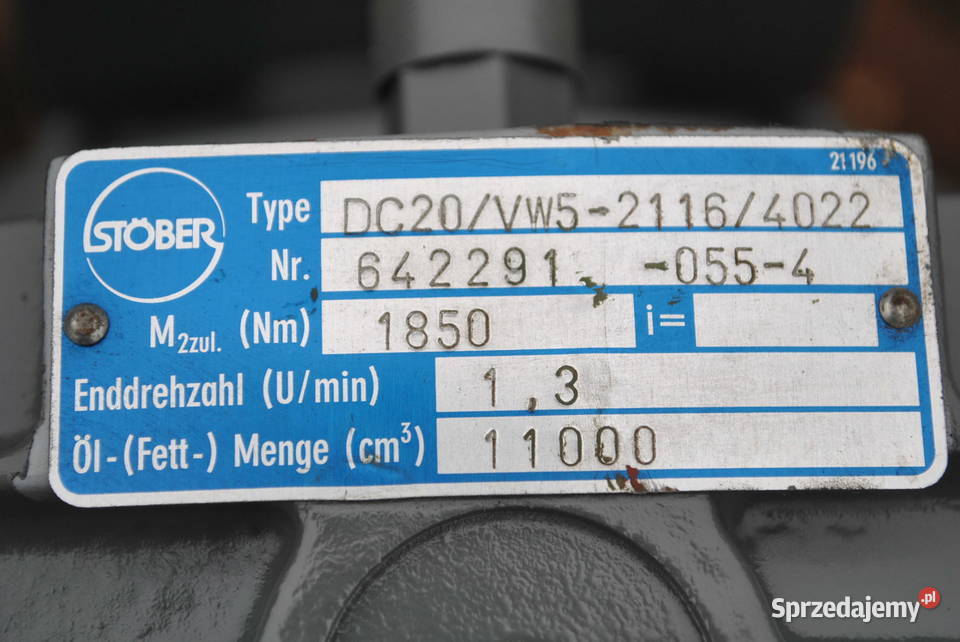 21196
STÖBER
Type DC20/VW5-2116/4022
Nr. 642291 -055-4
M2zul. (Nm) 1850 i=
Enddrehzahl (U/min) 1,3
Öl-(Fett-) Menge (cm³) 11000
Sprzedajemy.pl